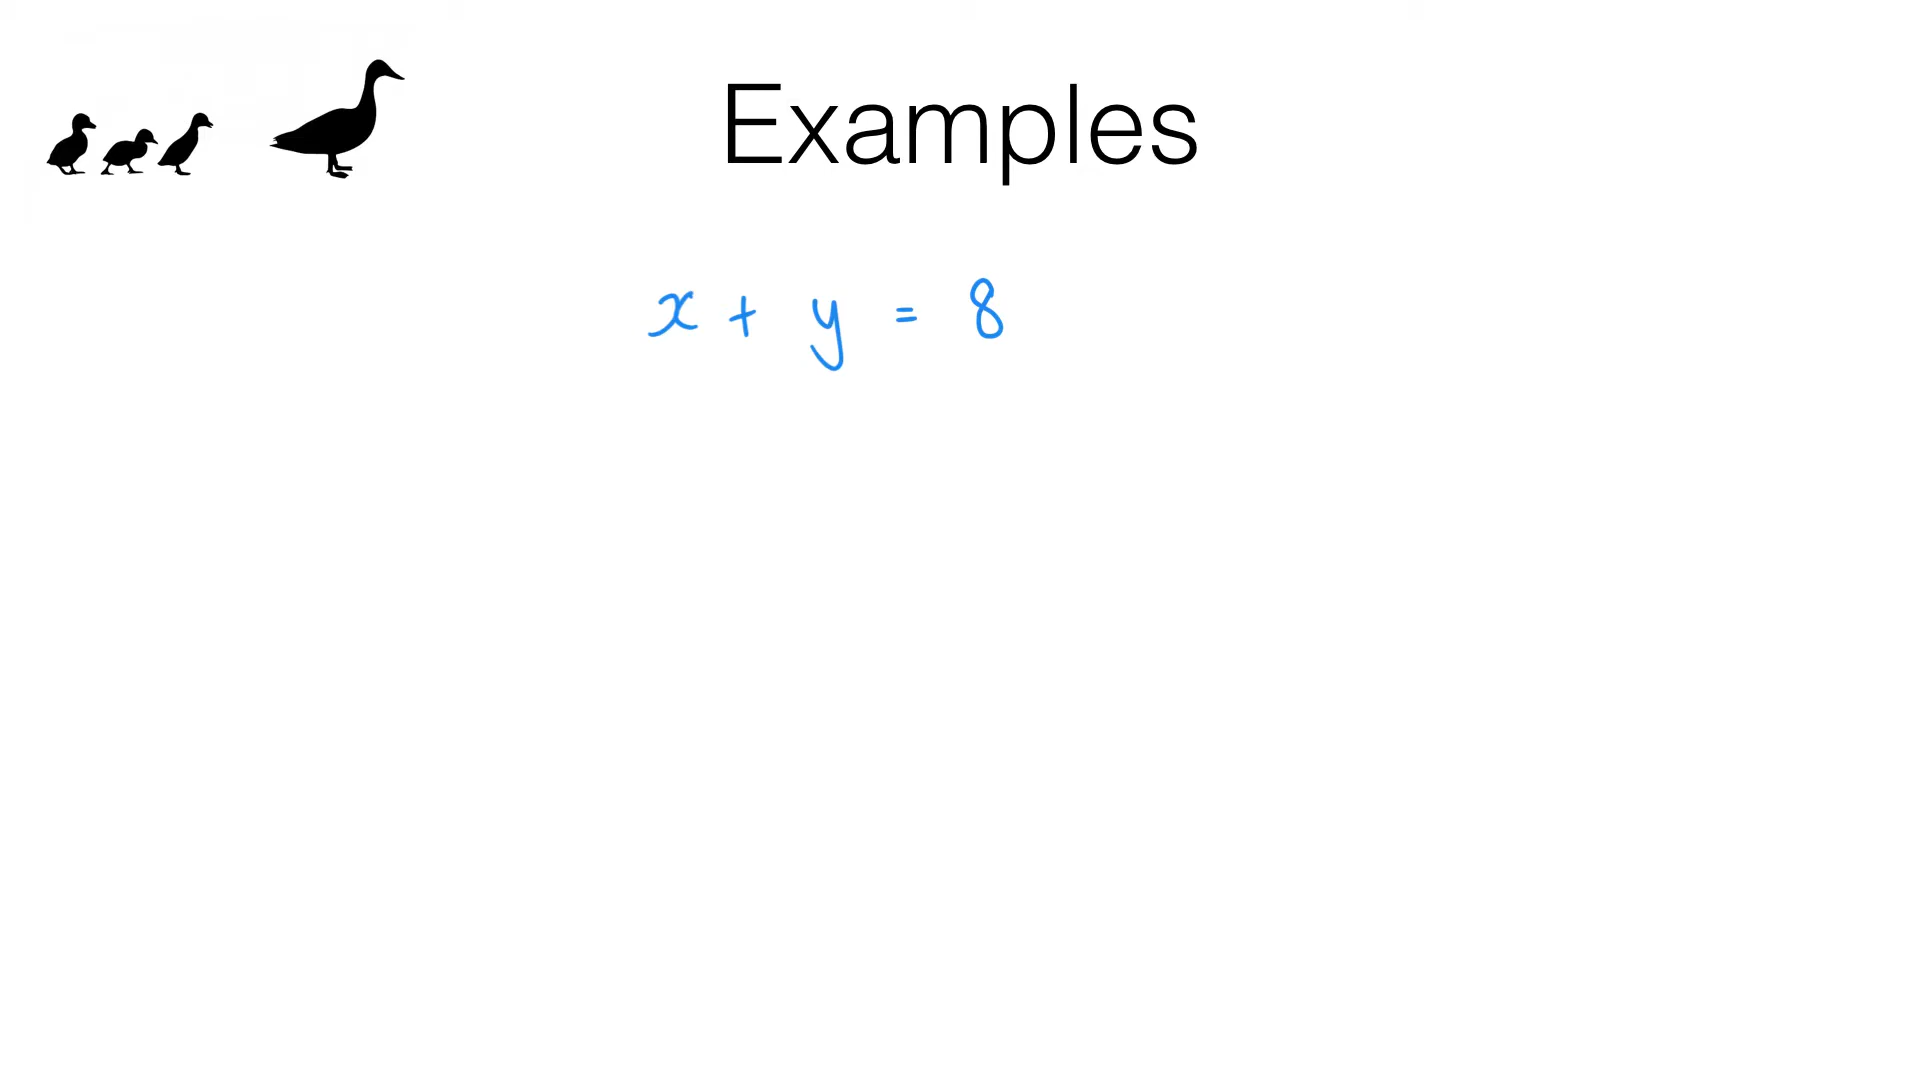 Examples
x + y = 8